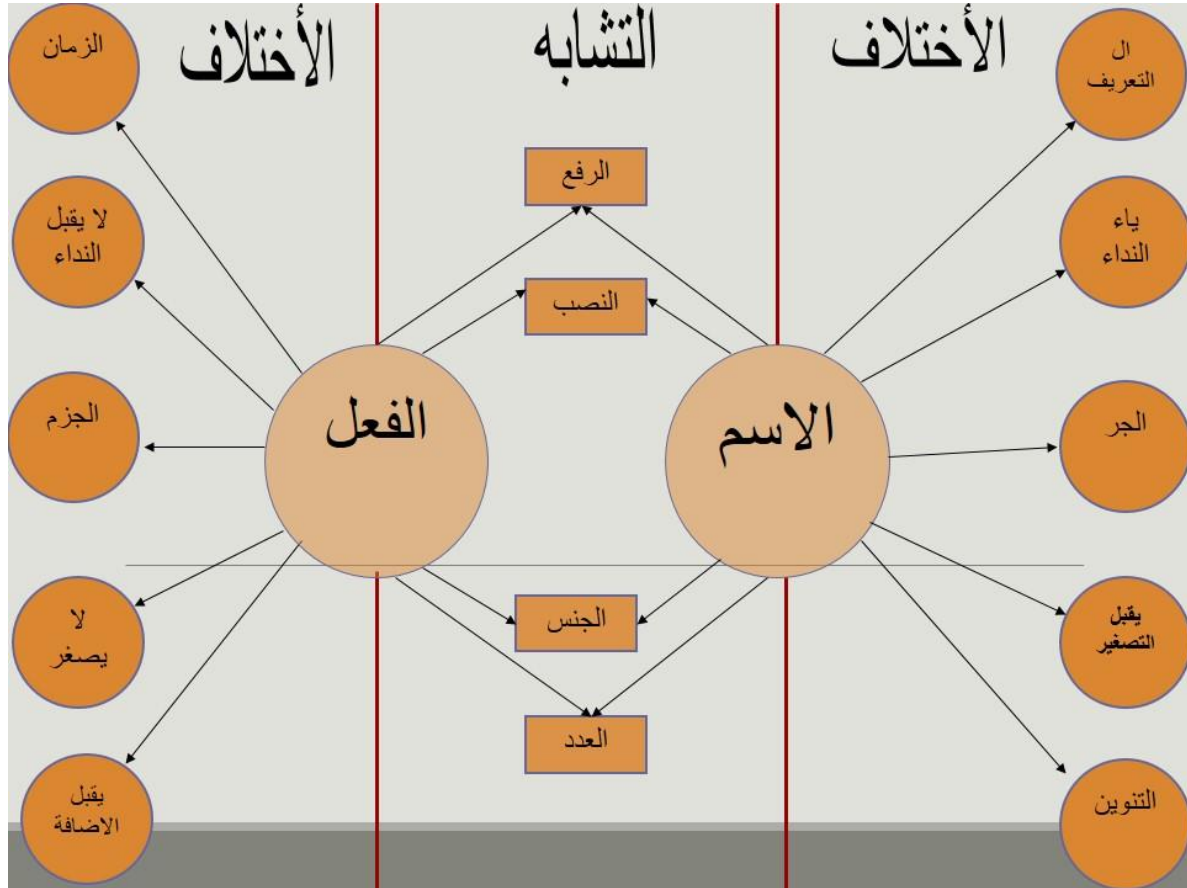 الأختلاف
التشابه
الأختلاف
ال
التعريف
ياء
النداء
الجر
يقبل
التصغير
التنوين
الاسم
الرفع
النصب
الجنس
العدد
الفعل
الزمان
لا يقبل
النداء
الجزم
لا
يصغر
يقبل
الاضافة